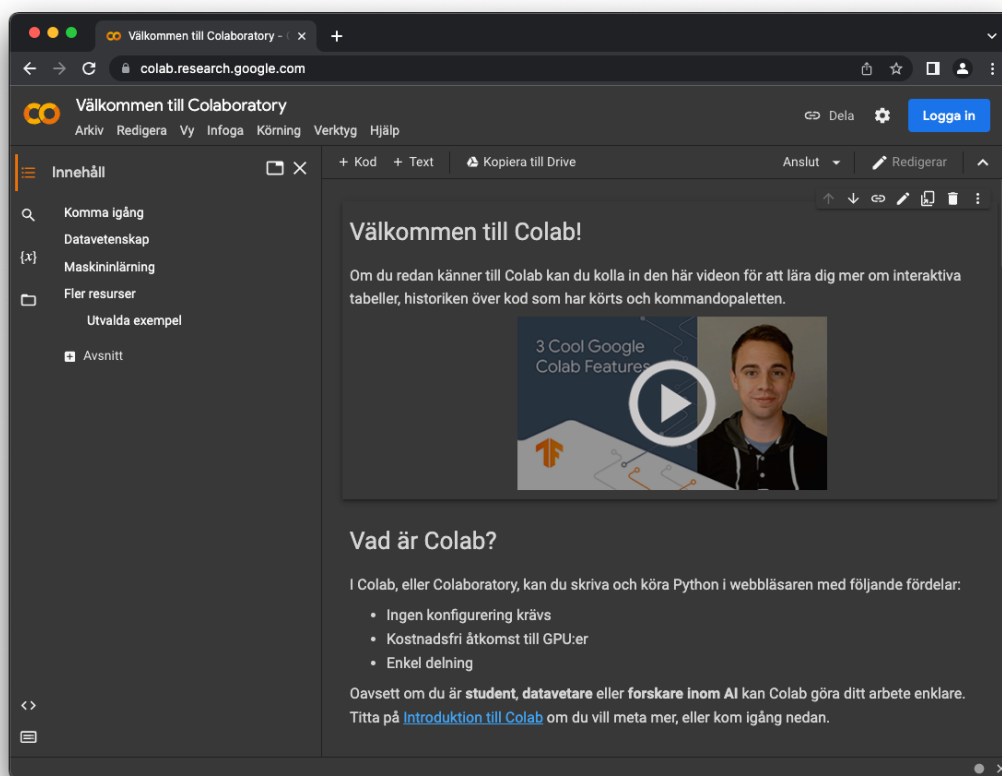 Välkommen till Colaboratory -
colab.research.google.com
Välkommen till Colaboratory
Arkiv Redigera Vy Infoga Körning Verktyg Hjälp
Dela
Logga in
Innehåll
+ Kod + Text Kopiera till Drive
Anslut
Redigerar
Komma igång
Datavetenskap
Maskininlärning
Fler resurser
Utvalda exempel
Avsnitt
{x}
Välkommen till Colab!
Om du redan känner till Colab kan du kolla in den här videon för att lära dig mer om interaktiva
tabeller, historiken över kod som har körts och kommandopaletten.
3 Cool Google
Colab Features
Vad är Colab?
I Colab, eller Colaboratory, kan du skriva och köra Python i webbläsaren med följande fördelar:
• Ingen konfigurering krävs
• Kostnadsfri åtkomst till GPU:er
• Enkel delning
Oavsett om du är student, datavetare eller forskare inom AI kan Colab göra ditt arbete enklare.
Titta på Introduktion till Colab om du vill meta mer, eller kom igång nedan.